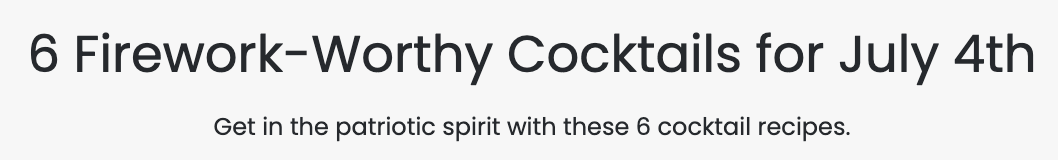 6 Firework-Worthy Cocktails for July 4th
Get in the patriotic spirit with these 6 cocktail recipes.